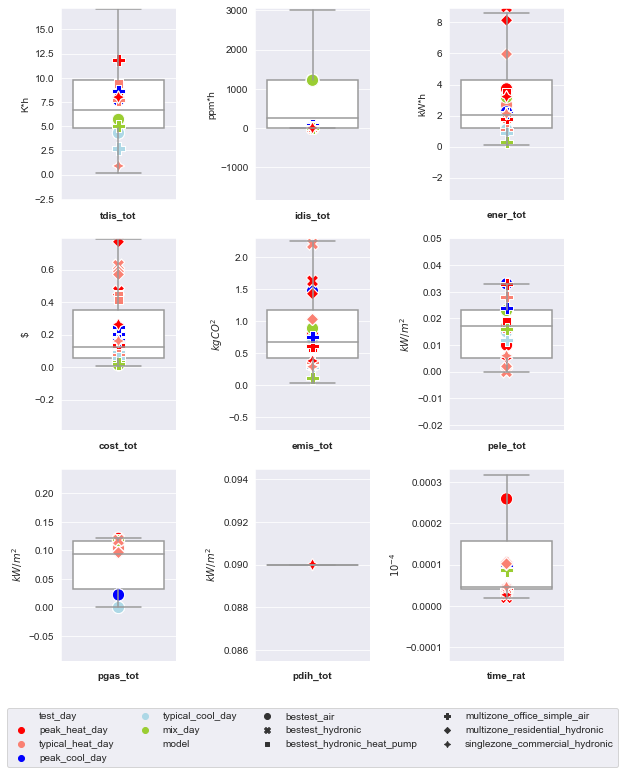 17.5
15.0
12.5
10.0
7.5
5.0
2.5
0.0
−2.5
K*h
tdis_tot
3000
2000
1000
0
−1000
ppm*h
idis_tot
8
6
4
2
0
−2
kW*h
ener_tot
0.6
0.4
0.2
0.0
−0.2
$
cost_tot
2.0
1.5
1.0
0.5
0.0
−0.5
kgCO²
emis_tot
0.05
0.04
0.03
0.02
0.01
0.00
−0.01
−0.02
kW/m²
pele_tot
0.20
0.15
0.10
0.05
0.00
−0.05
kW/m²
pgas_tot
0.094
0.092
0.090
0.088
0.086
kW/m²
pdih_tot
0.0003
0.0002
0.0001
0.0000
−0.0001
10⁻⁴
time_rat
test_day
peak_heat_day
typical_heat_day
peak_cool_day
typical_cool_day
mix_day
model
bestest_air
bestest_hydronic
bestest_hydronic_heat_pump
multizone_office_simple_air
multizone_residential_hydronic
singlezone_commercial_hydronic